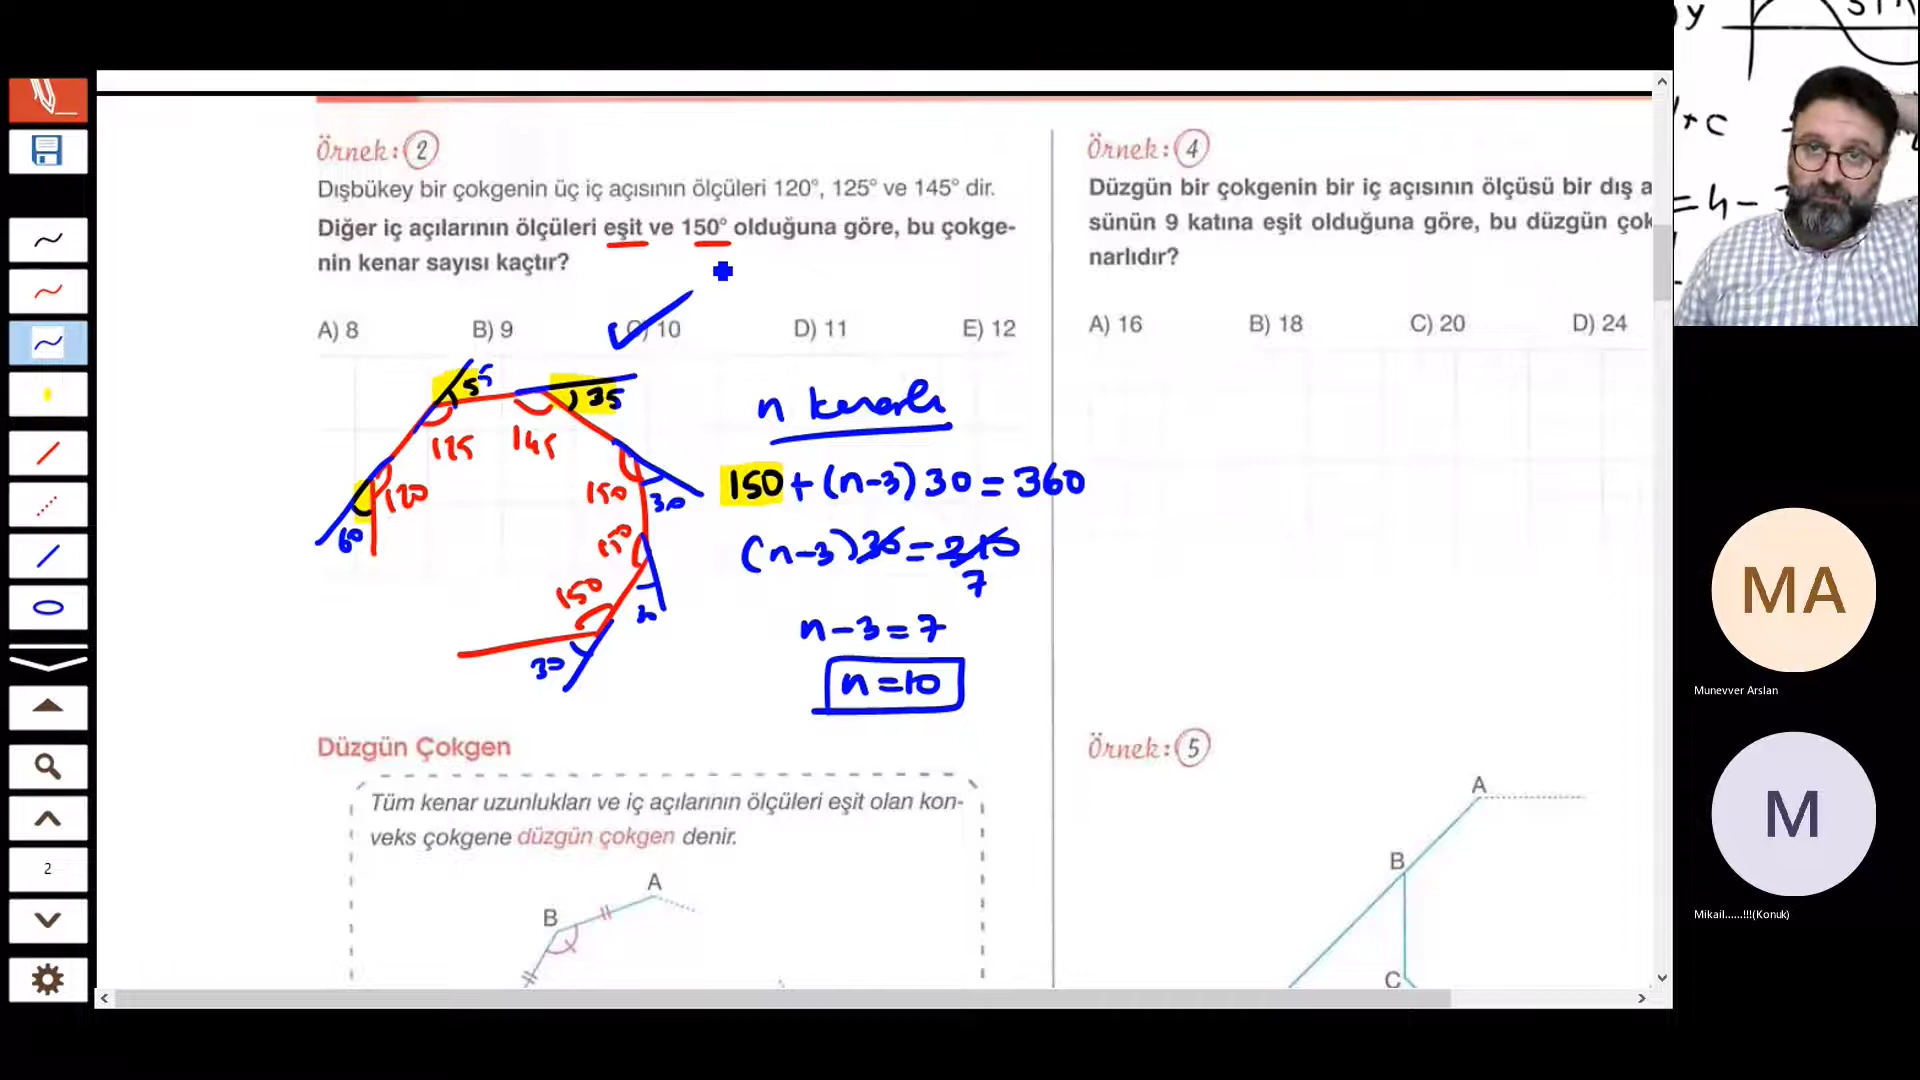 Örnek: 2
Dışbükey bir çokgenin üç iç açısının ölçüleri 120°, 125° ve 145° dir.
Diğer iç açılarının ölçüleri eşit ve 150° olduğuna göre, bu çokge-
nin kenar sayısı kaçtır?
A) 8 B) 9 C) 10 D) 11 E) 12
55 35
125 145
120 150 30
60 150
150 30
30
n kenarlı
150+(n-3)30=360
(n-3)30=210
7
n-3=7
n=10
Düzgün Çokgen
Tüm kenar uzunlukları ve iç açılarının ölçüleri eşit olan kon-
veks çokgene düzgün çokgen denir.
A
B
x
Örnek: 4
Düzgün bir çokgenin bir iç açısının ölçüsü bir dış a
sünün 9 katına eşit olduğuna göre, bu düzgün çok
narlıdır?
A) 16 B) 18 C) 20 D) 24
Örnek: 5
A
B
C
2
y
+c
=4-
MA
Munevver Arslan
M
Mikail......!!!(Konuk)